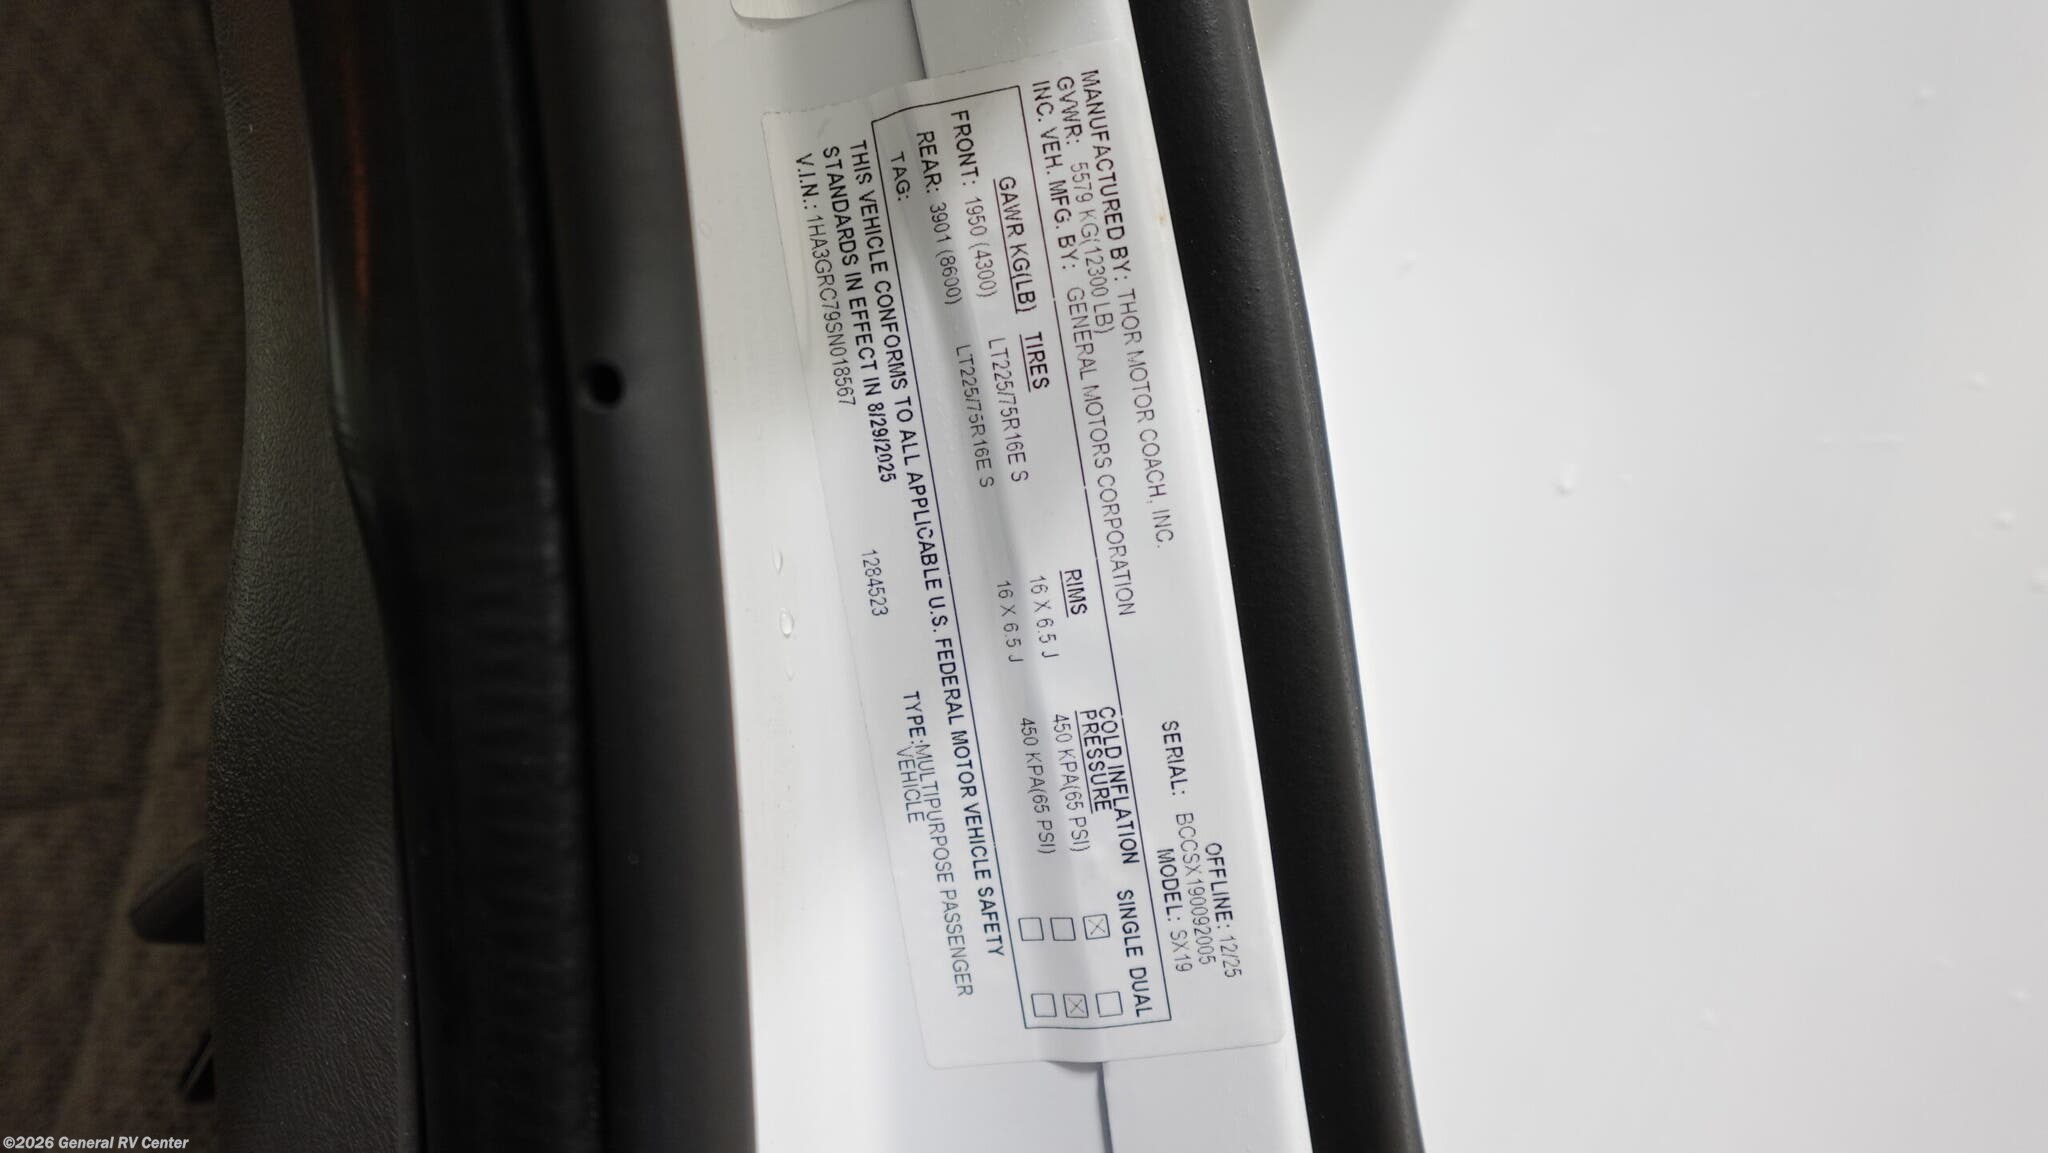 MANUFACTURED BY: THOR MOTOR COACH, INC.
OFFLINE: 12/25
GVWR: 5579 KG(12300 LB)
SERIAL: BCCSX190092005
INC. VEH. MFG. BY: GENERAL MOTORS CORPORATION
MODEL: SX19
GAWR KG(LB) TIRES RIMS COLD INFLATION PRESSURE SINGLE DUAL
FRONT: 1950 (4300) LT225/75R16E S 16 X 6.5 J 450 KPA(65 PSI)
REAR: 3901 (8600) LT225/75R16E S 16 X 6.5 J 450 KPA(65 PSI)
TAG:
THIS VEHICLE CONFORMS TO ALL APPLICABLE U.S. FEDERAL MOTOR VEHICLE SAFETY
STANDARDS IN EFFECT IN 8/29/2025
V.I.N.: 1HA3GRC79SN018567 1284523 TYPE:MULTIPURPOSE PASSENGER
VEHICLE
©2026 General RV Center